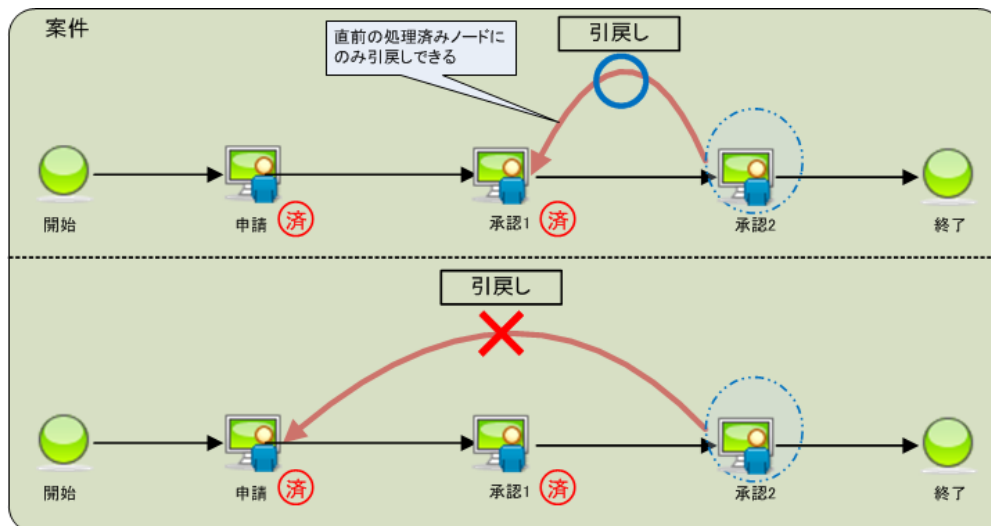 案件
直前の処理済みノードに
のみ引戻しできる
引戻し
開始
申請
済
承認1
済
承認2
終了
引戻し
開始
申請
済
承認1
済
承認2
終了